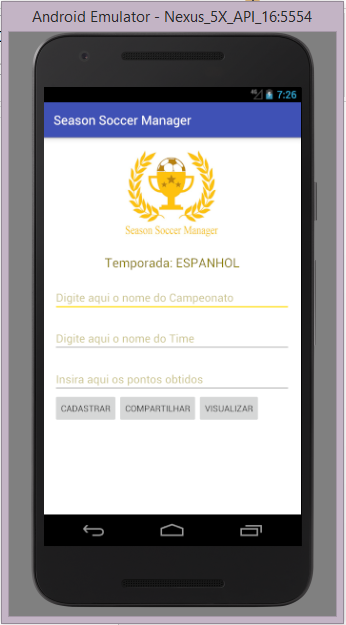 Android Emulator - Nexus_5X_API_16:5554
7:26
Season Soccer Manager
Season Soccer Manager
Temporada: ESPANHOL
Digite aqui o nome do Campeonato
Digite aqui o nome do Time
Insira aqui os pontos obtidos
CADASTRAR COMPARTILHAR VISUALIZAR